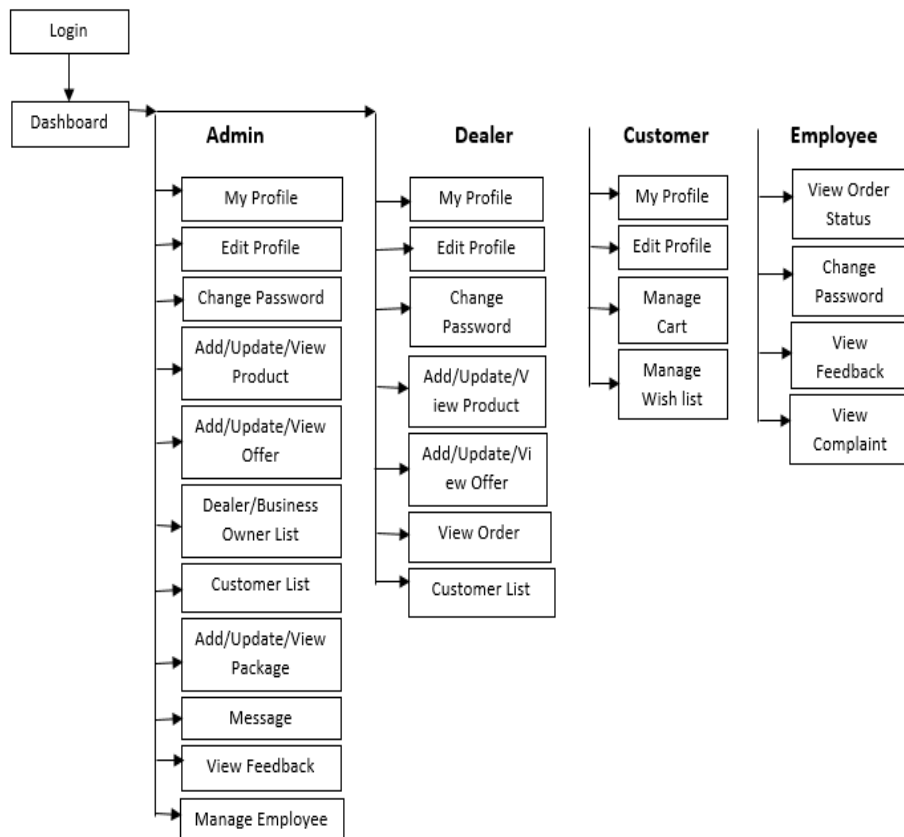 Login
Dashboard
Admin
My Profile
Edit Profile
Change Password
Add/Update/View
Product
Add/Update/View
Offer
Dealer/Business
Owner List
Customer List
Add/Update/View
Package
Message
View Feedback
Manage Employee
Dealer
My Profile
Edit Profile
Change
Password
Add/Update/V
iew Product
Add/Update/Vi
ew Offer
View Order
Customer List
Customer
My Profile
Edit Profile
Manage
Cart
Manage
Wish list
Employee
View Order
Status
Change
Password
View
Feedback
View
Complaint